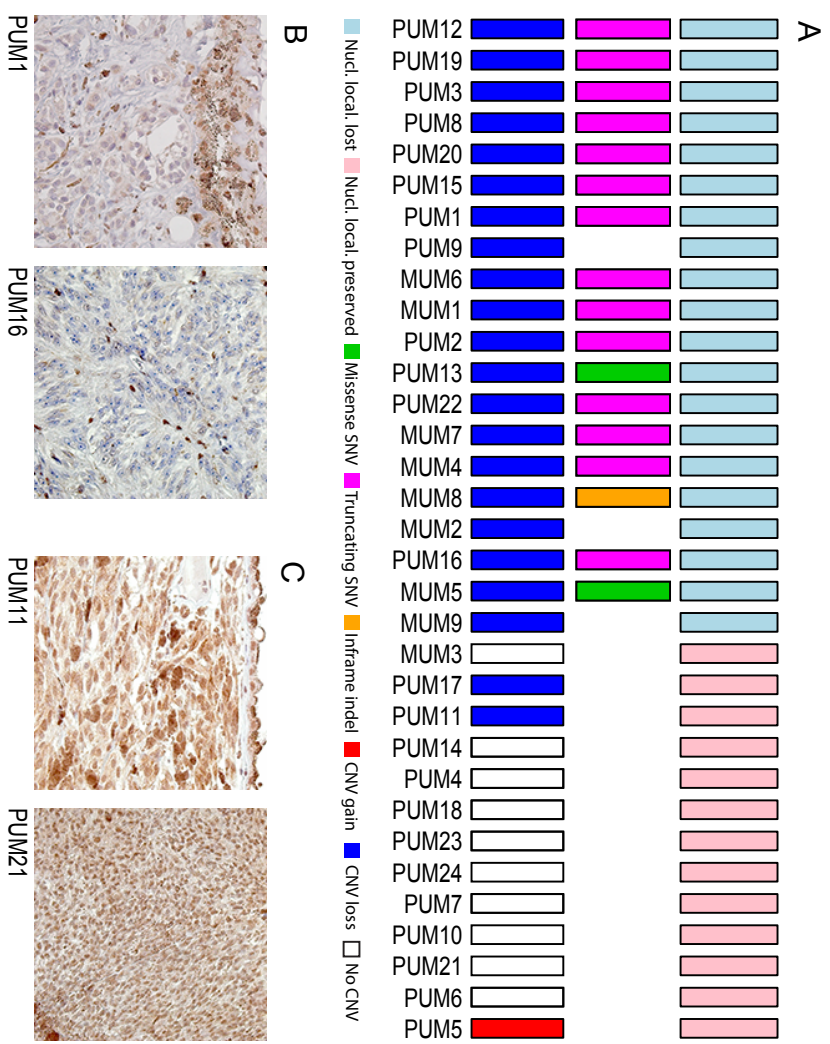 A
PUM12
PUM19
PUM3
PUM8
PUM20
PUM15
PUM1
PUM9
MUM6
MUM1
PUM2
PUM13
PUM22
MUM7
MUM4
MUM8
MUM2
PUM16
MUM5
MUM9
MUM3
PUM17
PUM11
PUM14
PUM4
PUM18
PUM23
PUM24
PUM7
PUM10
PUM21
PUM6
PUM5
Nucl. local. lost Nucl. local. preserved Missense SNV Truncating SNV Inframe indel CNV gain CNV loss No CNV
B
PUM1
PUM16
C
PUM11
PUM21